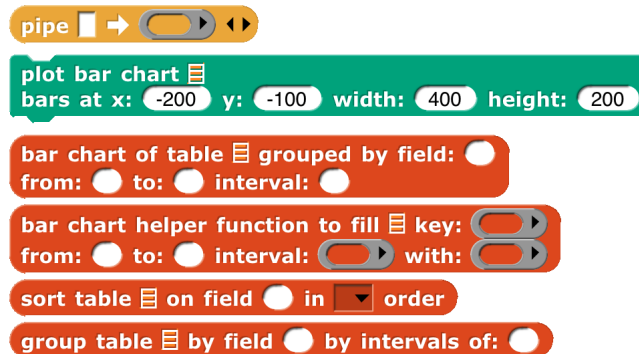 pipe
plot bar chart
bars at x: -200 y: -100 width: 400 height: 200
bar chart of table grouped by field:
from: to: interval:
bar chart helper function to fill key:
from: to: interval: with:
sort table on field in order
group table by field by intervals of: